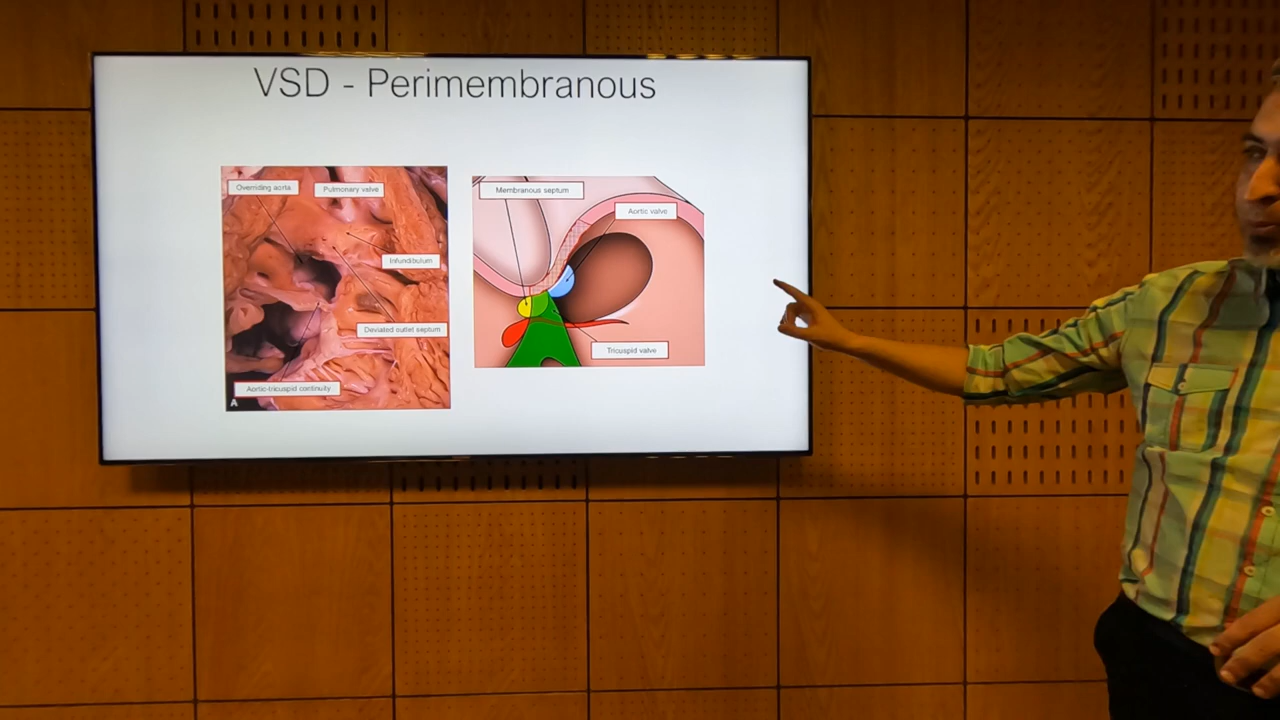 VSD - Perimembranous
Overriding aorta
Pulmonary valve
Infundibulum
Deviated outlet septum
Aortic-tricuspid continuity
A
Membranous septum
Aortic valve
Tricuspid valve